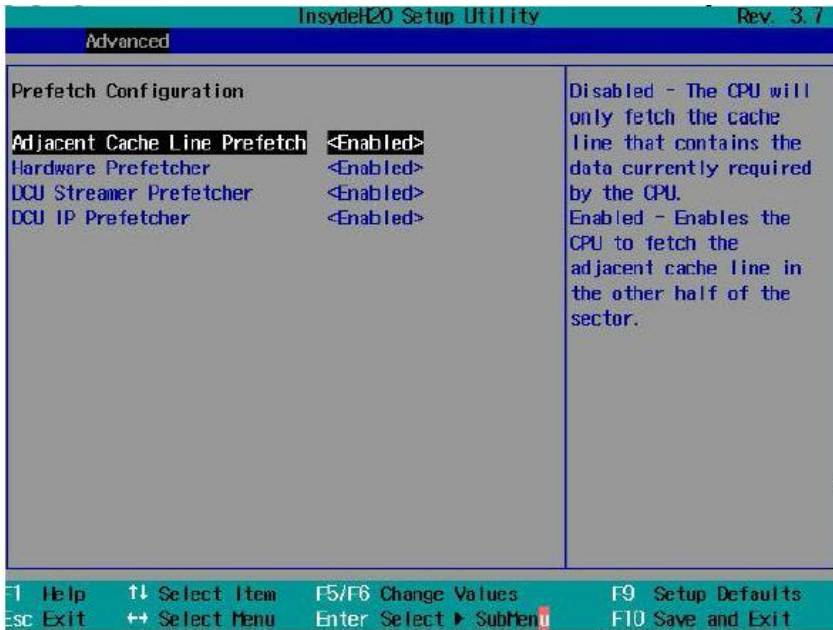 InsydeH20 Setup Utility Rev. 3.7
Advanced
Prefetch Configuration
Adjacent Cache Line Prefetch <Enabled>
Hardware Prefetcher <Enabled>
DCU Streamer Prefetcher <Enabled>
DCU IP Prefetcher <Enabled>
Disabled - The CPU will
only fetch the cache
line that contains the
data currently required
by the CPU.
Enabled - Enables the
CPU to fetch the
adjacent cache line in
the other half of the
sector.
F1 Help ↑↓ Select Item F5/F6 Change Values F9 Setup Defaults
Esc Exit ↔ Select Menu Enter Select ▶ SubMenu F10 Save and Exit